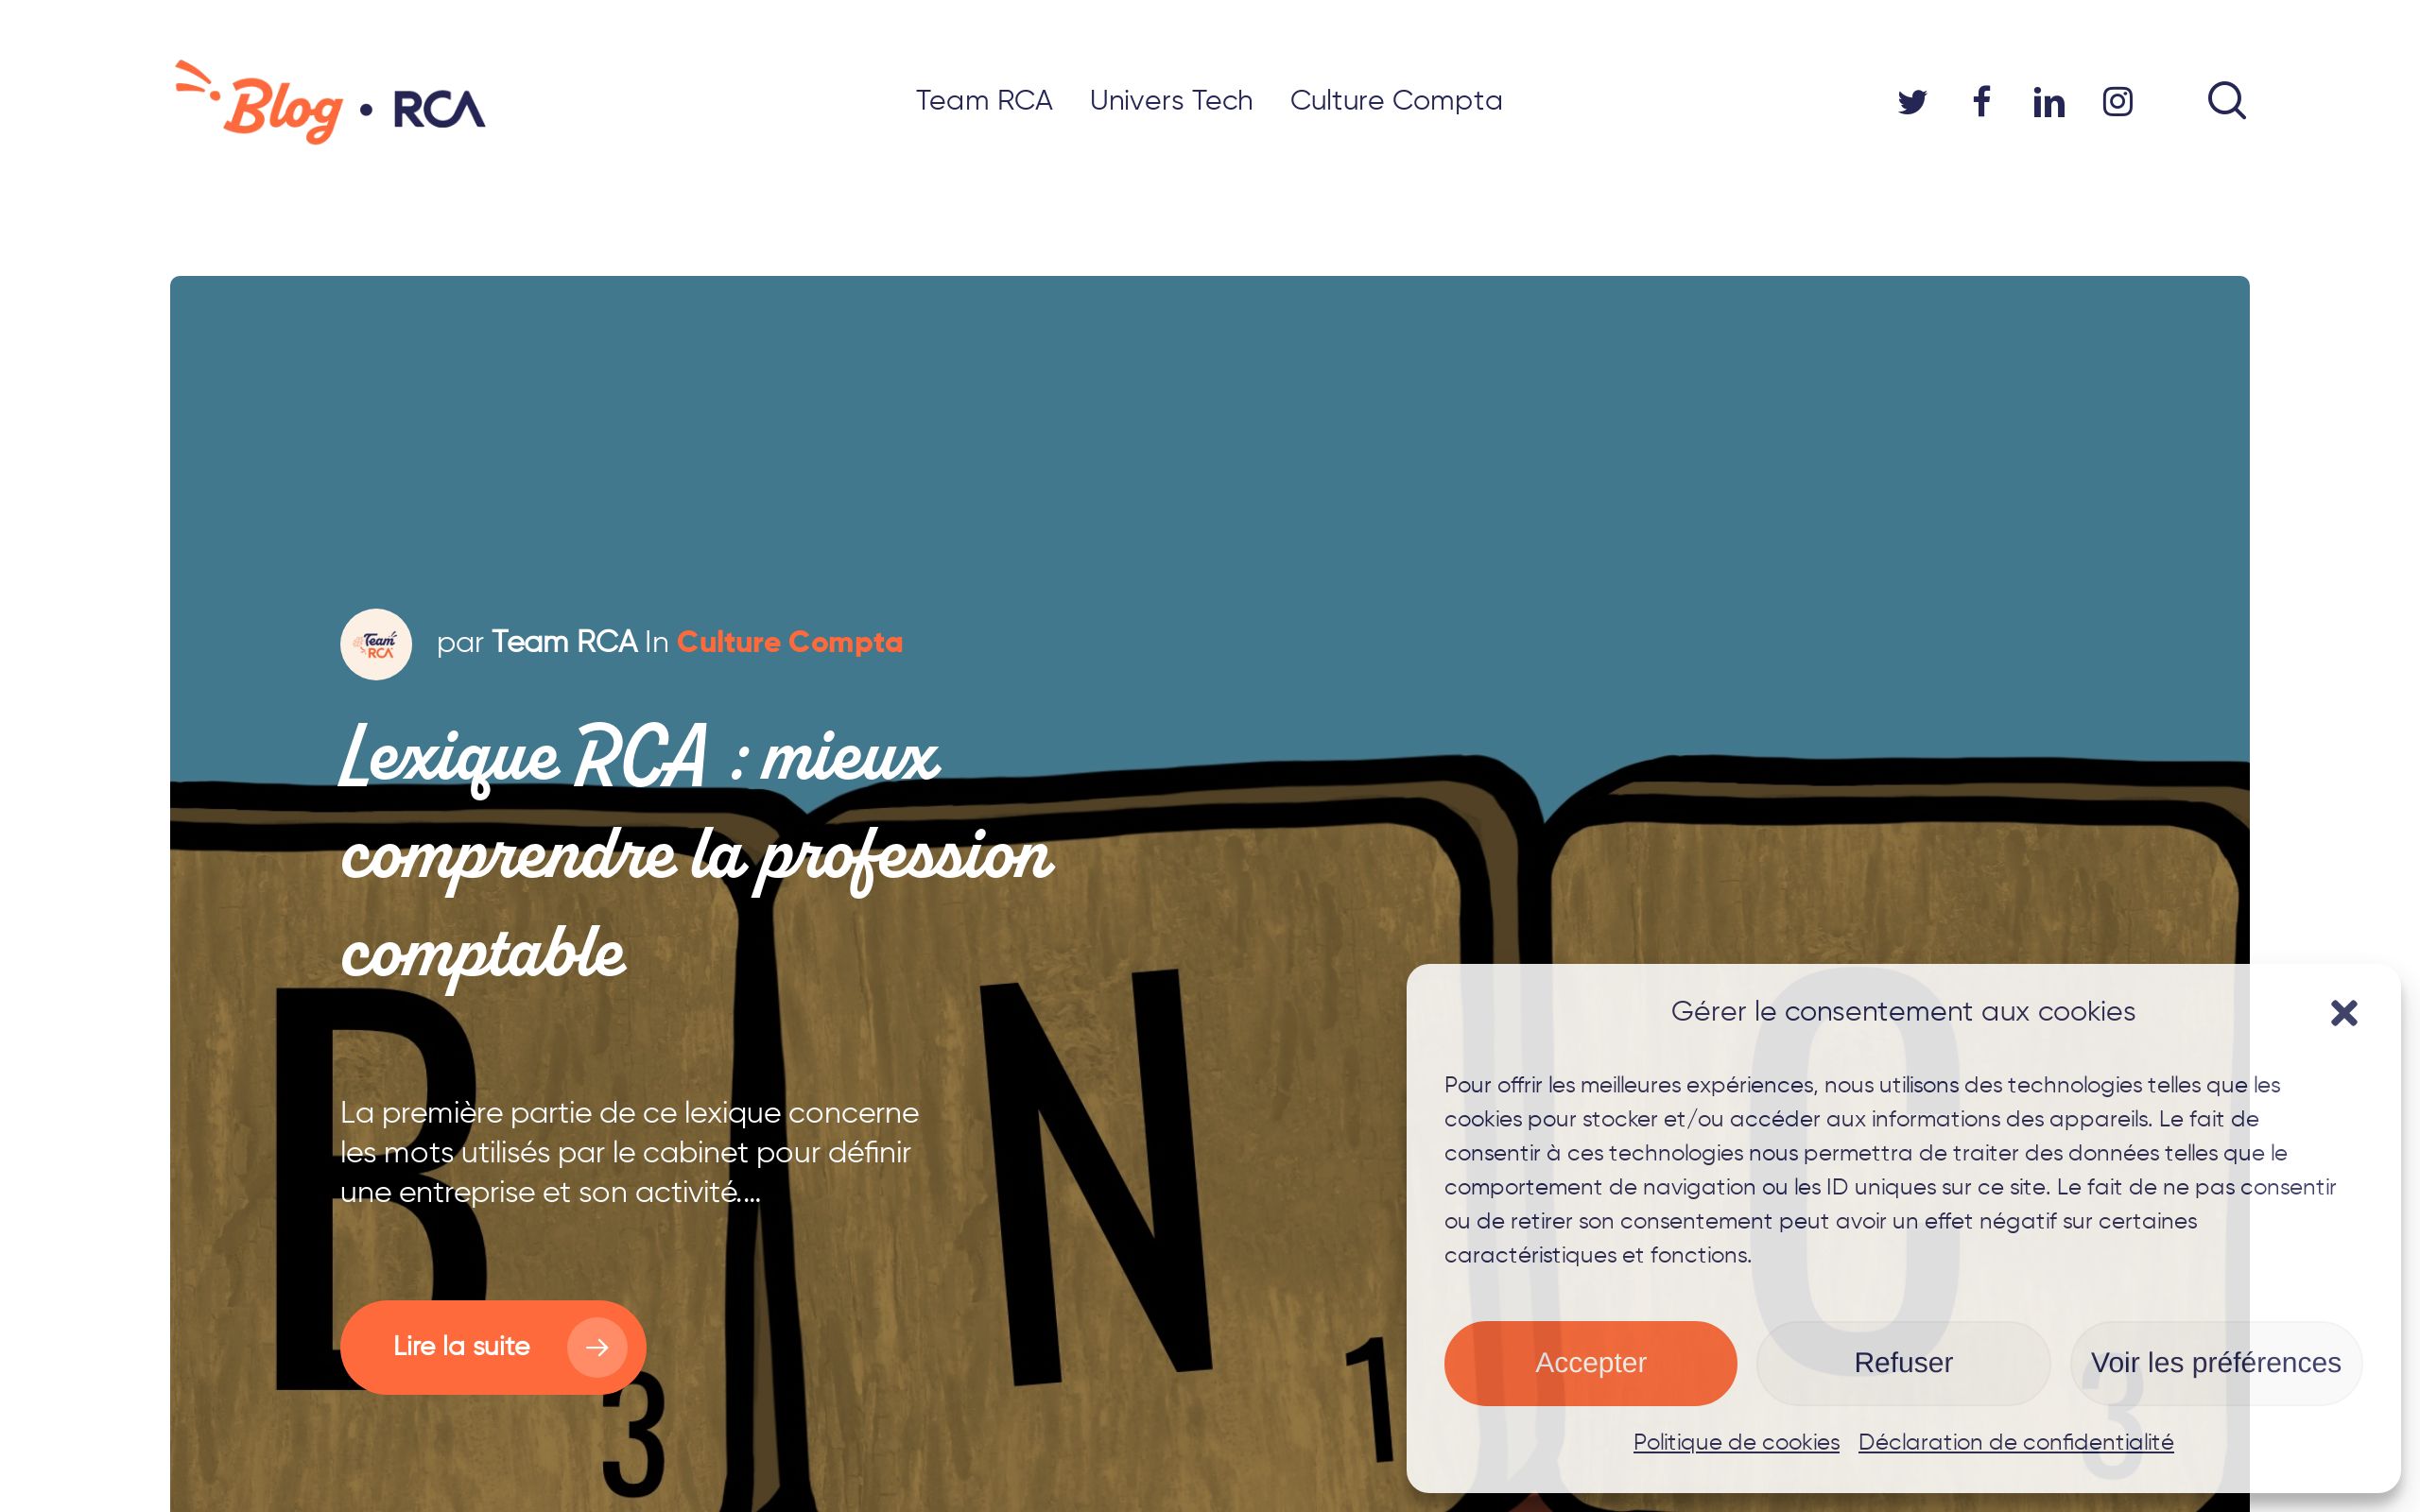 Blog • RCA
Team RCA
Univers Tech
Culture Compta
Team RCA
par Team RCA In Culture Compta
Lexique RCA : mieux
comprendre la profession
comptable
La première partie de ce lexique concerne
les mots utilisés par le cabinet pour définir
une entreprise et son activité.…
Lire la suite
B
3
N
1
O
3
Gérer le consentement aux cookies
Pour offrir les meilleures expériences, nous utilisons des technologies telles que les
cookies pour stocker et/ou accéder aux informations des appareils. Le fait de
consentir à ces technologies nous permettra de traiter des données telles que le
comportement de navigation ou les ID uniques sur ce site. Le fait de ne pas consentir
ou de retirer son consentement peut avoir un effet négatif sur certaines
caractéristiques et fonctions.
Accepter
Refuser
Voir les préférences
Politique de cookies
Déclaration de confidentialité